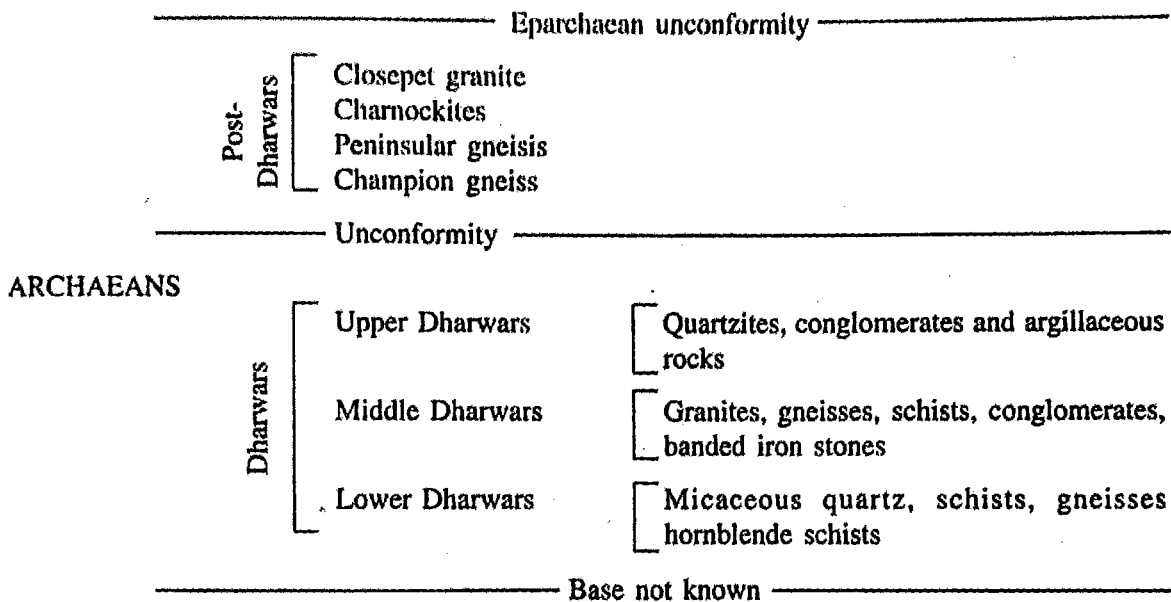 Eparchaean unconformity
Post-
Dharwars
Closepet granite
Charnockites
Peninsular gneisis
Champion gneiss
Unconformity
ARCHAEANS
Dharwars
Upper Dharwars
Quartzites, conglomerates and argillaceous
rocks
Middle Dharwars
Granites, gneisses, schists, conglomerates,
banded iron stones
Lower Dharwars
Micaceous quartz, schists, gneisses
hornblende schists
Base not known